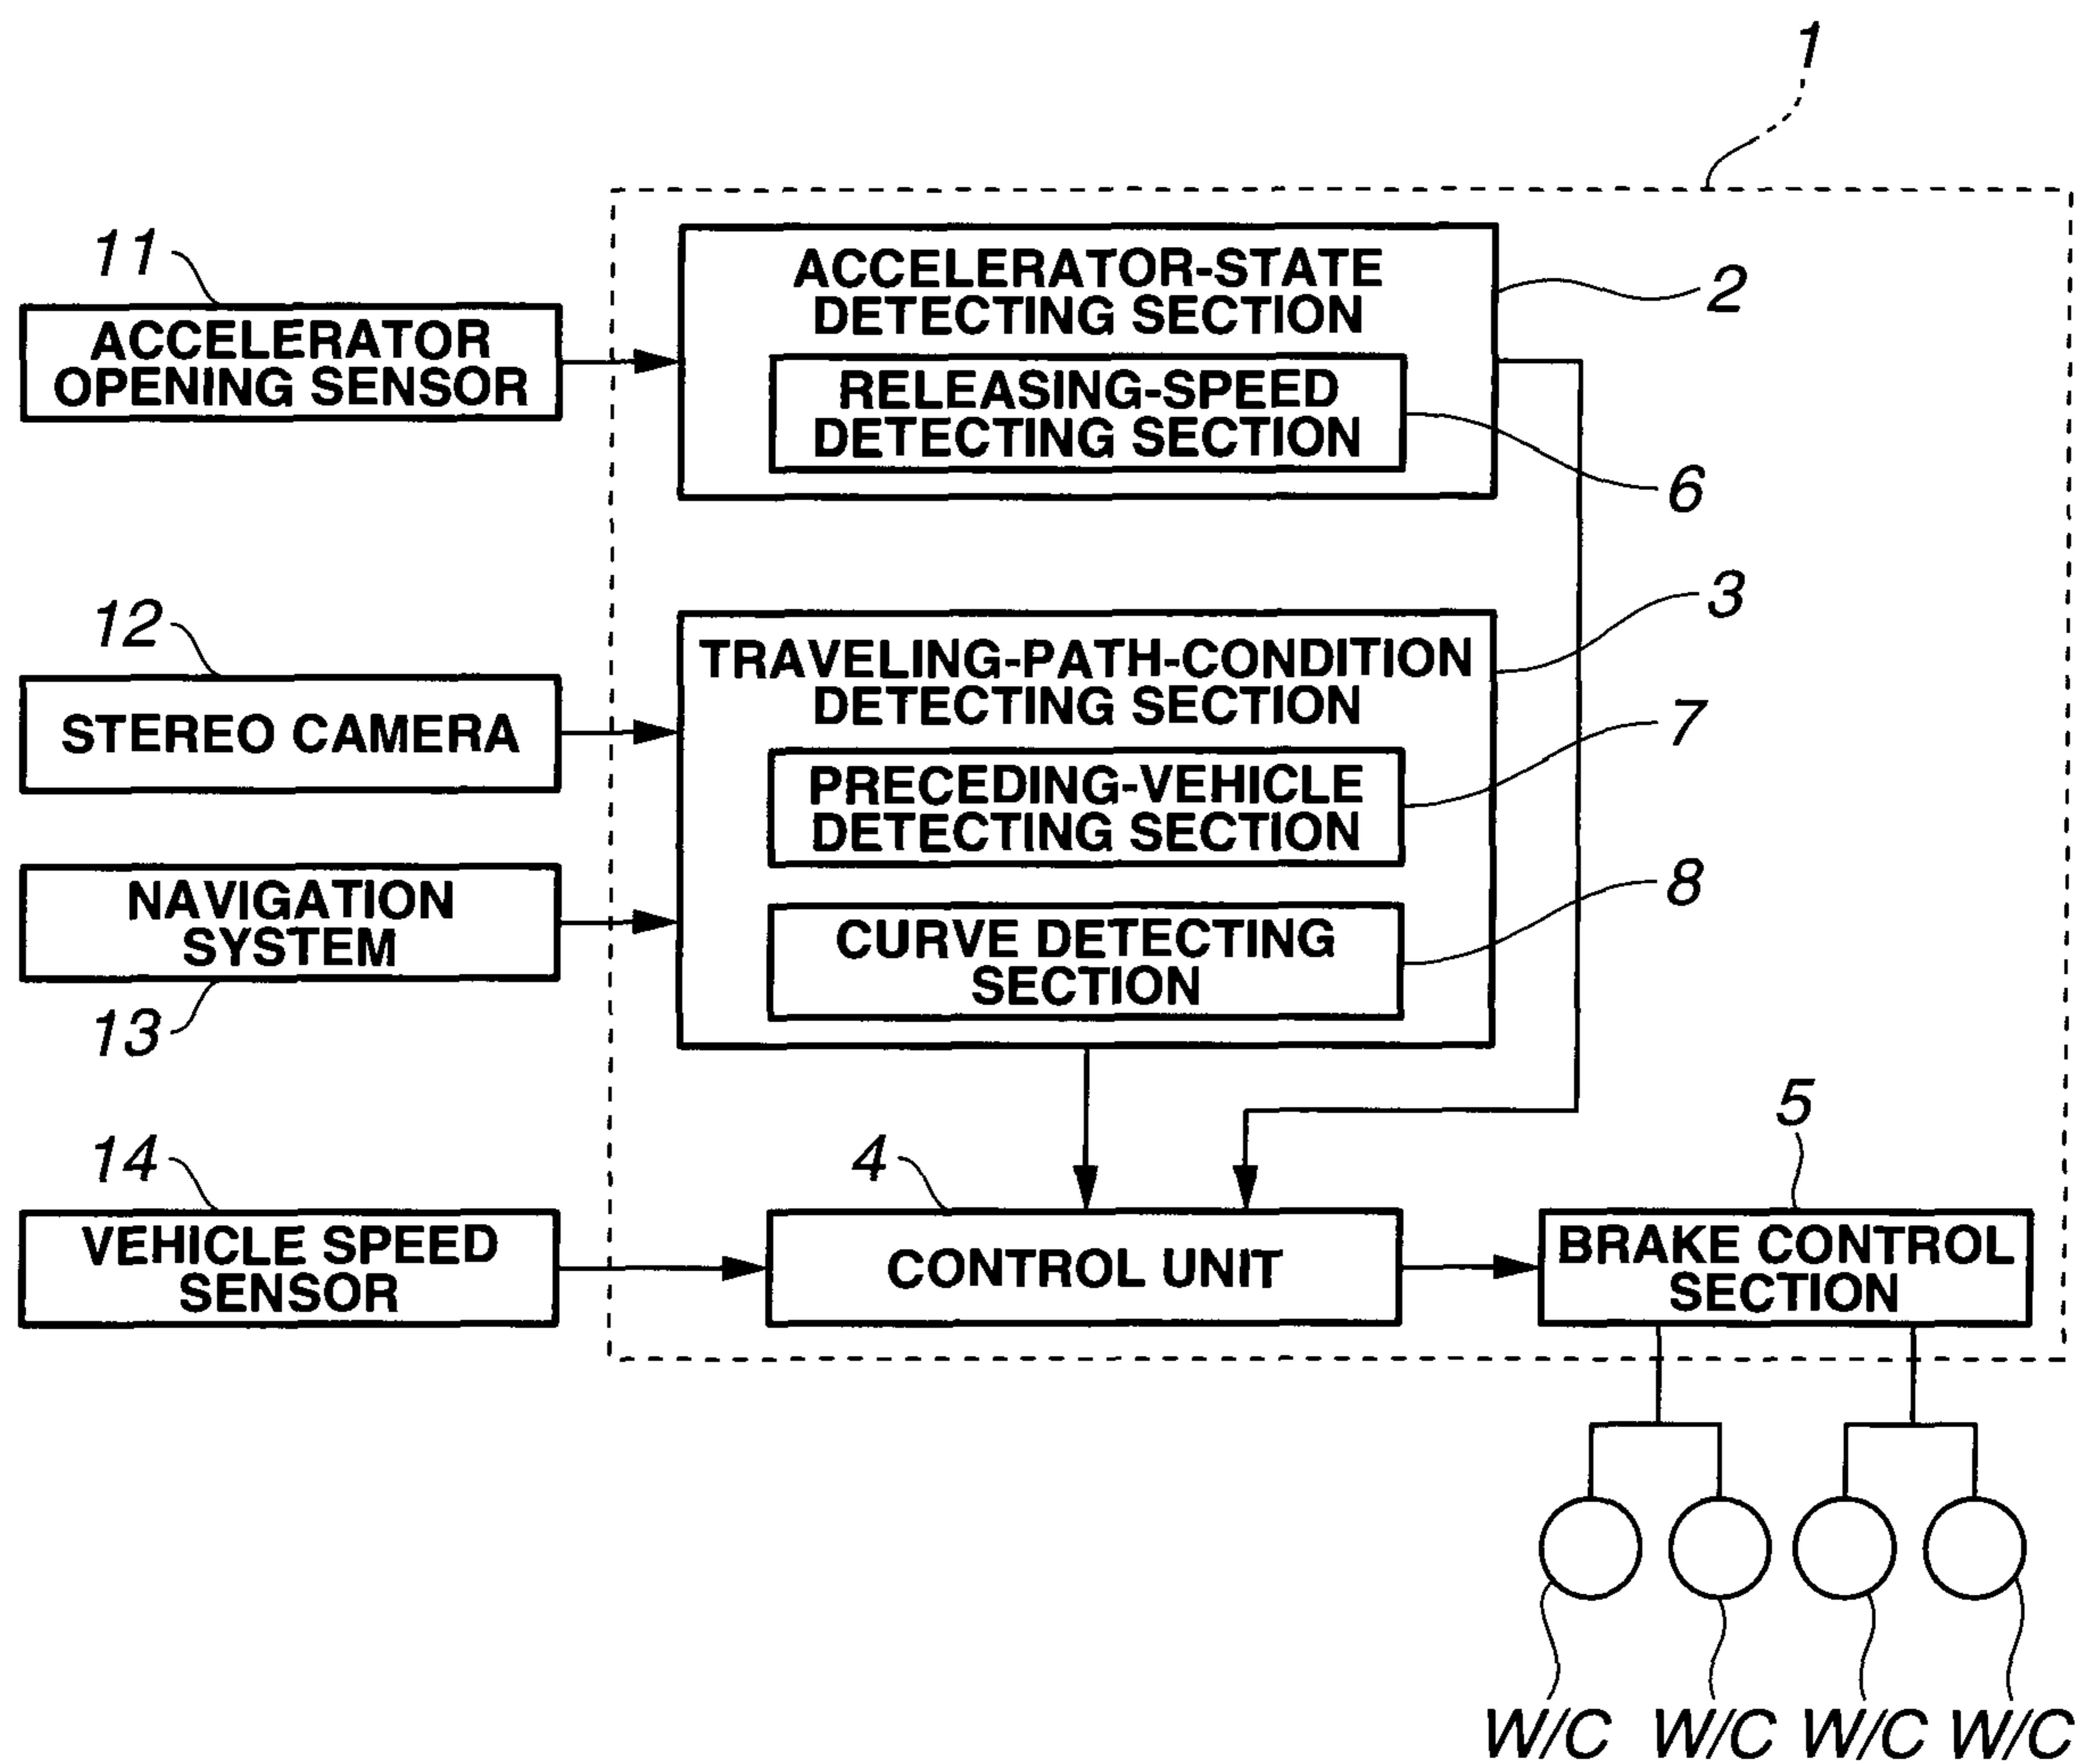 1
11
ACCELERATOR
OPENING SENSOR
ACCELERATOR-STATE
DETECTING SECTION
2
RELEASING-SPEED
DETECTING SECTION
6
12
STEREO CAMERA
TRAVELING-PATH-CONDITION
DETECTING SECTION
3
PRECEDING-VEHICLE
DETECTING SECTION
7
NAVIGATION
SYSTEM
13
CURVE DETECTING
SECTION
8
14
VEHICLE SPEED
SENSOR
4
CONTROL UNIT
5
BRAKE CONTROL
SECTION
W/C W/C W/C W/C